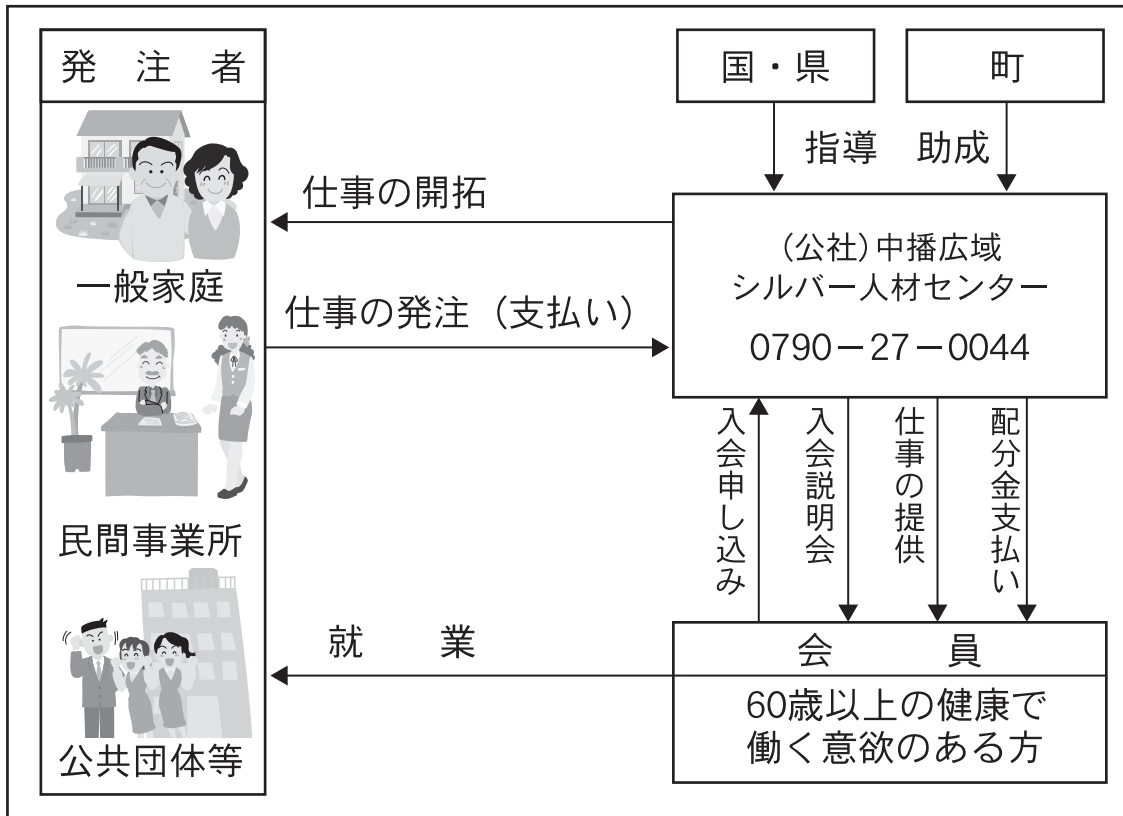 発注者
一般家庭
民間事業所
公共団体等
国・県
町
指導
助成
仕事の開拓
仕事の発注（支払い）
（公社）中播広域
シルバー人材センター
0790－27－0044
入会申し込み
入会説明会
仕事の提供
配分金支払い
就業
会員
60歳以上の健康で
働く意欲のある方